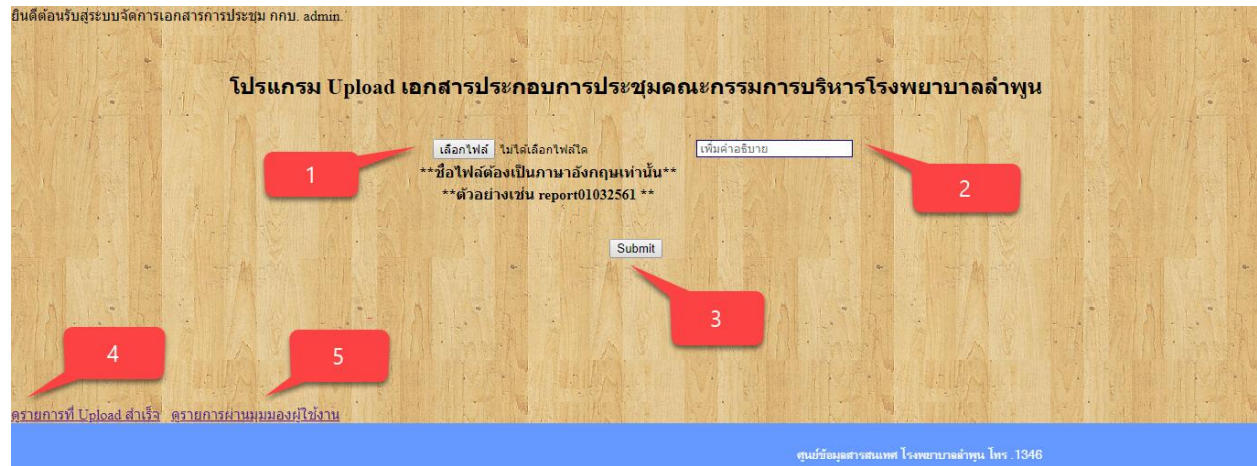 ยินดีต้อนรับสู่ระบบจัดการเอกสารการประชุม กกบ. admin.
โปรแกรม Upload เอกสารประกอบการประชุมคณะกรรมการบริหารโรงพยาบาลลำพูน
เลือกไฟล์ ไม่ได้เลือกไฟล์ใด เพิ่มคำอธิบาย
1
**ชื่อไฟล์ต้องเป็นภาษาอังกฤษเท่านั้น**
2
**ตัวอย่างเช่น report01032561 **
Submit
3
4
5
ดูรายการที่ Upload สำเร็จ ดูรายการผ่านมุมมองผู้ใช้งาน
ศูนย์ข้อมูลสารสนเทศ โรงพยาบาลลำพูน โทร .1346